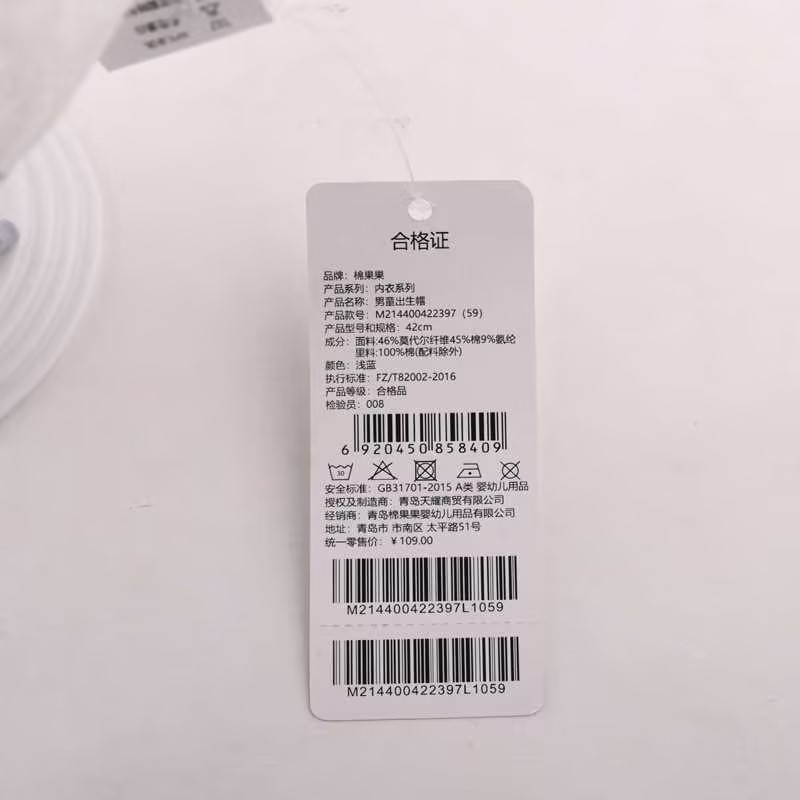 合格证
品牌：棉果果
产品系列：内衣系列
产品名称：男童出生帽
产品款号：M214400422397（59）
产品型号和规格：42cm
成分：面料:46%莫代尔纤维45%棉9%氨纶
里料:100%棉(配料除外)
颜色：浅蓝
执行标准：FZ/T82002-2016
产品等级：合格品
检验员：008
6 920450 858409
30
安全标准：GB31701-2015 A类 婴幼儿用品
授权及制造商：青岛天耀商贸有限公司
经销商：青岛棉果果婴幼儿用品有限公司
地址：青岛市 市南区 太平路51号
统一零售价：￥109.00
M214400422397L1059
M214400422397L1059